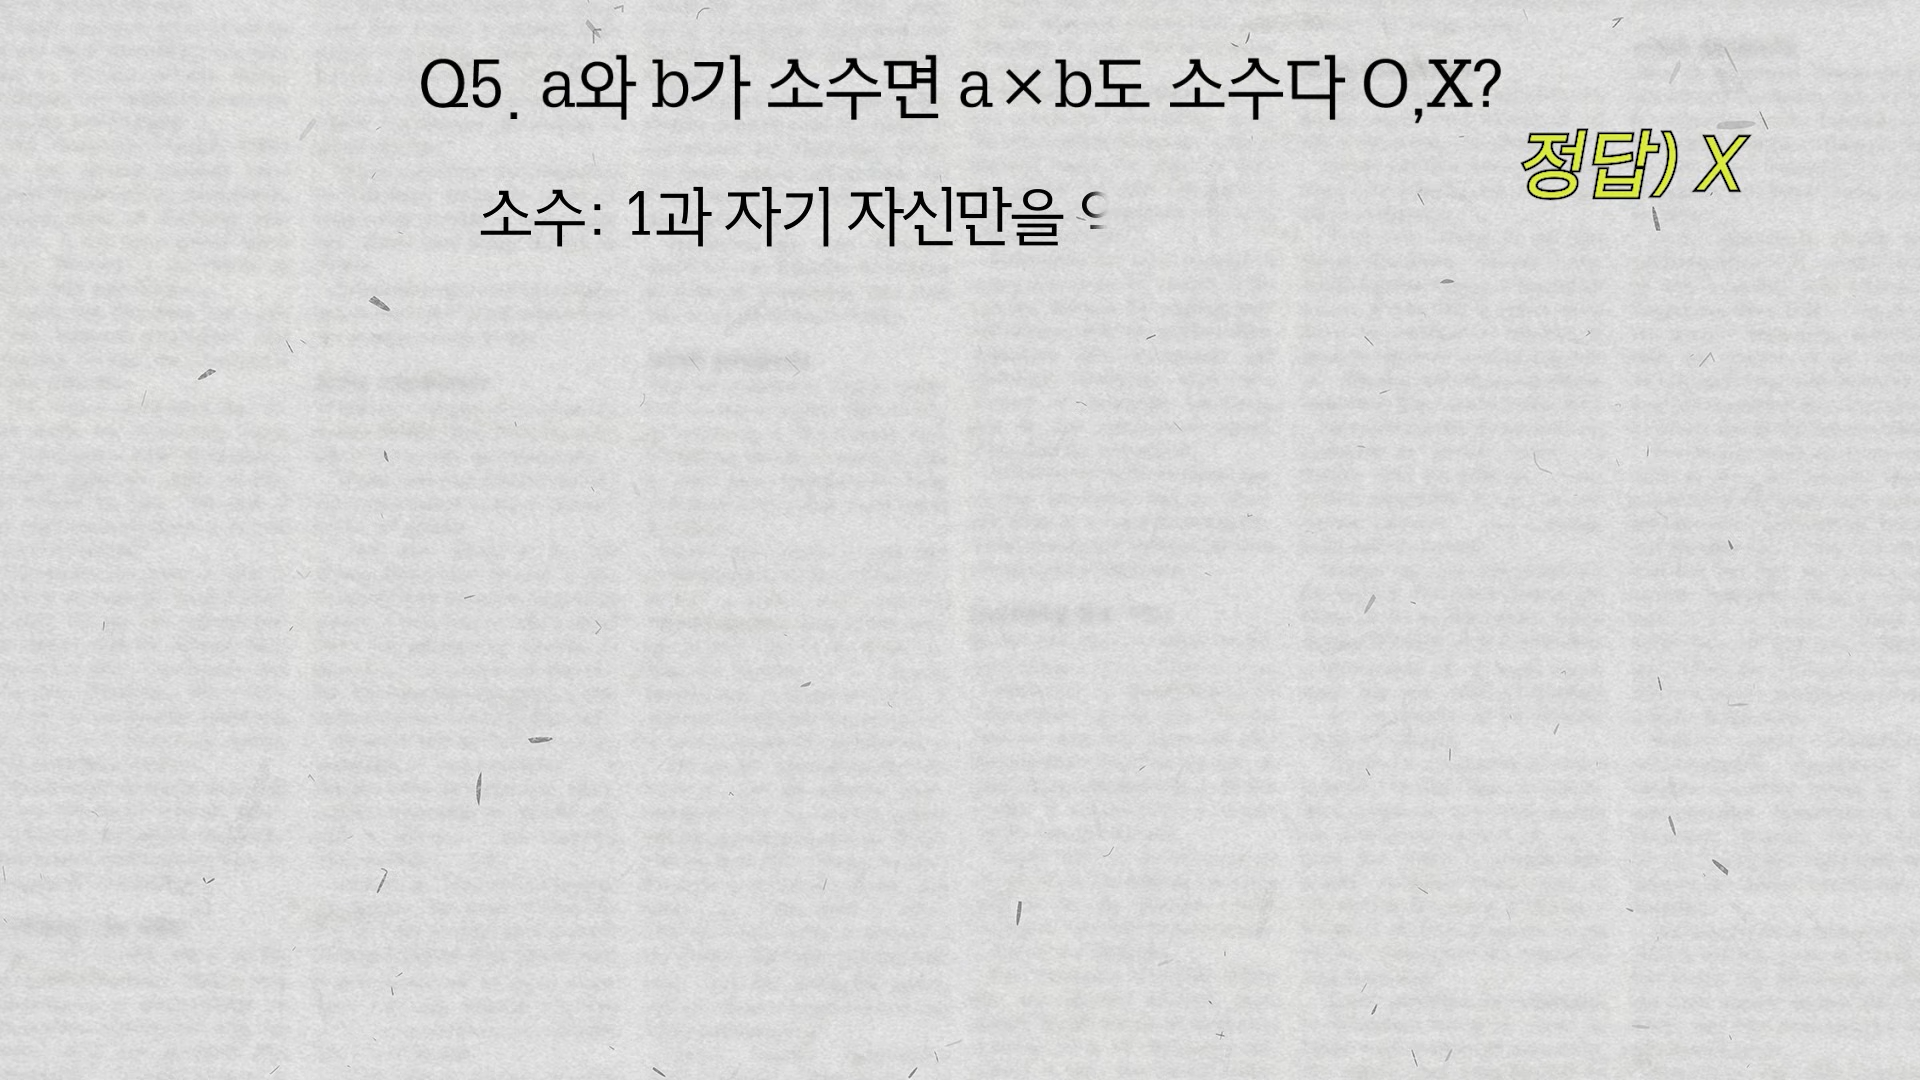 Q5. a와 b가 소수면 a×b도 소수다 O,X?
정답) X
소수: 1과 자기 자신만을